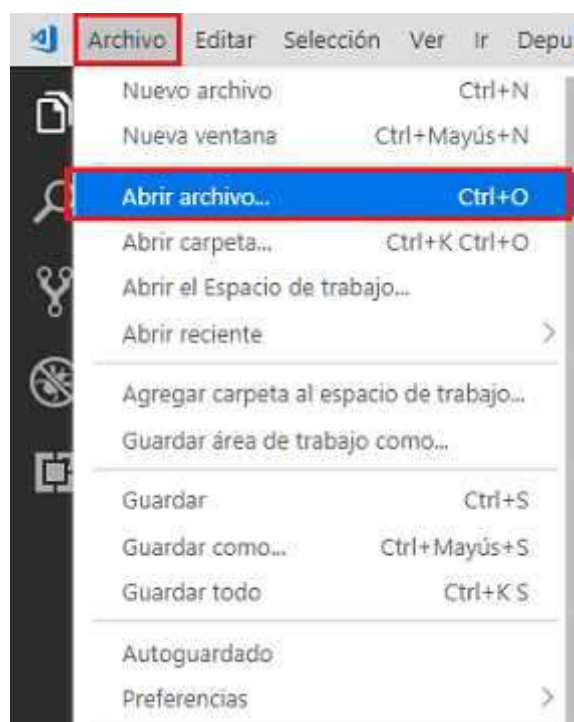 Archivo Editar Selección Ver Ir Depu
Nuevo archivo Ctrl+N
Nueva ventana Ctrl+Mayús+N
Abrir archivo... Ctrl+O
Abrir carpeta... Ctrl+K Ctrl+O
Abrir el Espacio de trabajo...
Abrir reciente
Agregar carpeta al espacio de trabajo...
Guardar área de trabajo como...
Guardar Ctrl+S
Guardar como... Ctrl+Mayús+S
Guardar todo Ctrl+K S
Autoguardado
Preferencias